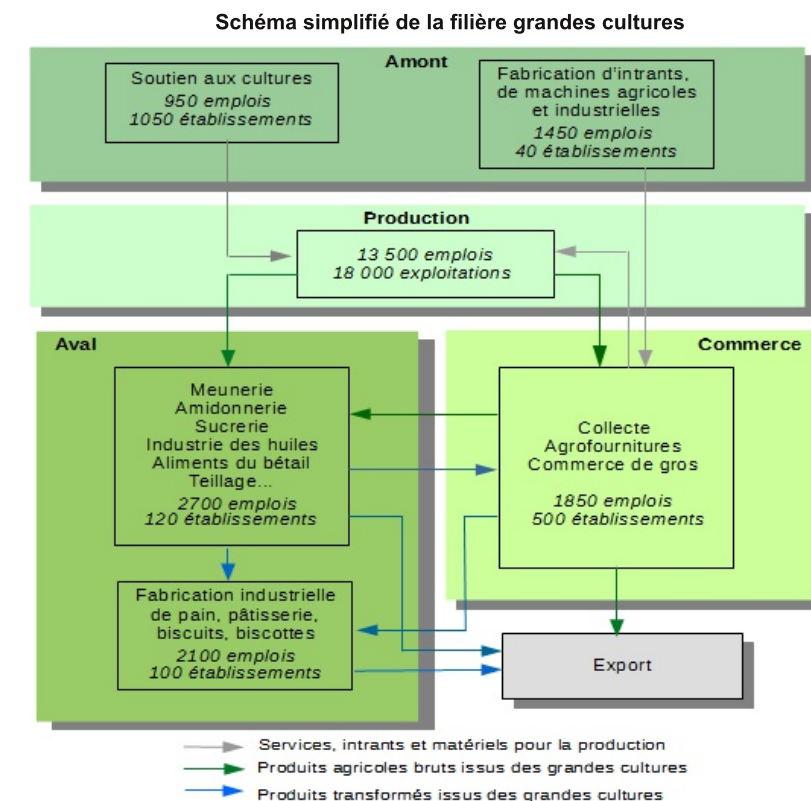 Schéma simplifié de la filière grandes cultures
Amont
Soutien aux cultures
950 emplois
1050 établissements
Fabrication d'intrants,
de machines agricoles
et industrielles
1450 emplois
40 établissements
Production
13 500 emplois
18 000 exploitations
Aval
Meunerie
Amidonnerie
Sucrerie
Industrie des huiles
Aliments du bétail
Teillage...
2700 emplois
120 établissements
Fabrication industrielle
de pain, pâtisserie,
biscuits, biscottes
2100 emplois
100 établissements
Commerce
Collecte
Agrofournitures
Commerce de gros
1850 emplois
500 établissements
Export
Services, intrants et matériels pour la production
Produits agricoles bruts issus des grandes cultures
Produits transformés issus des grandes cultures